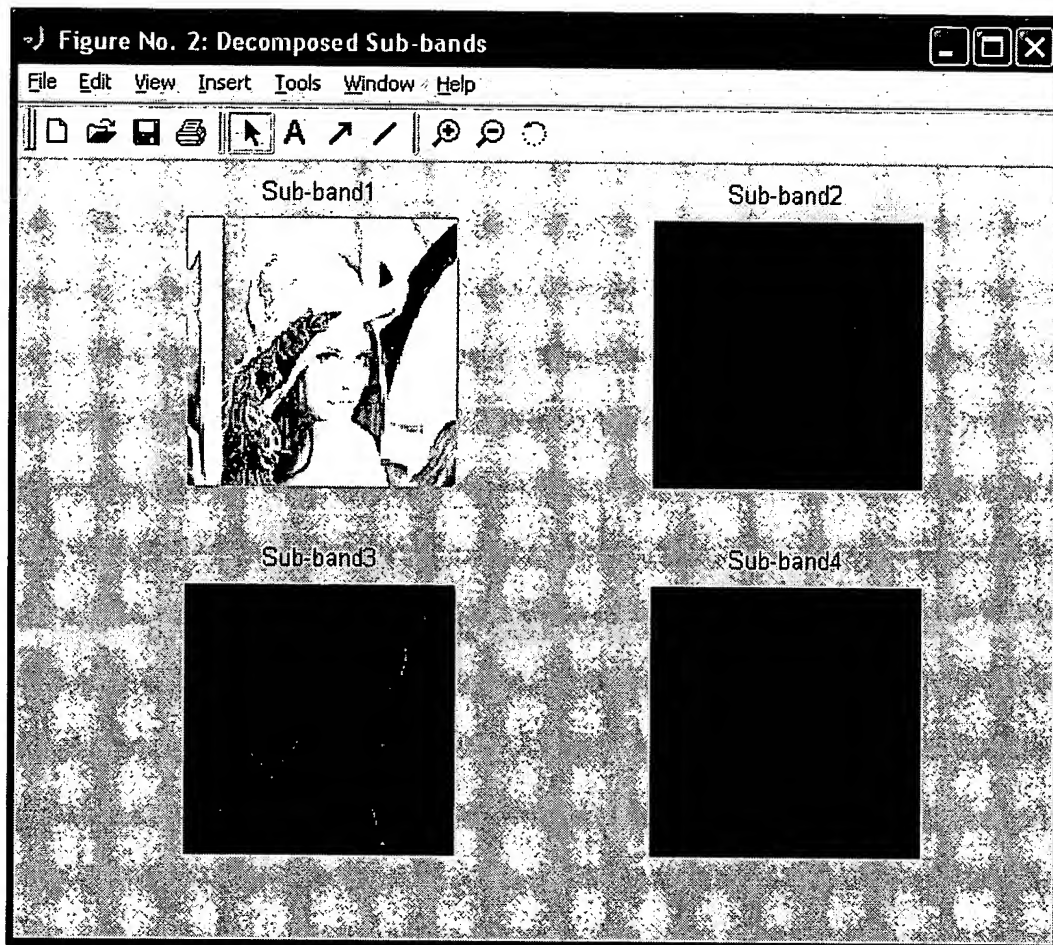 Figure No. 2: Decomposed Sub-bands
File Edit View Insert Tools Window Help
A
Sub-band1
Sub-band2
Sub-band3
Sub-band4